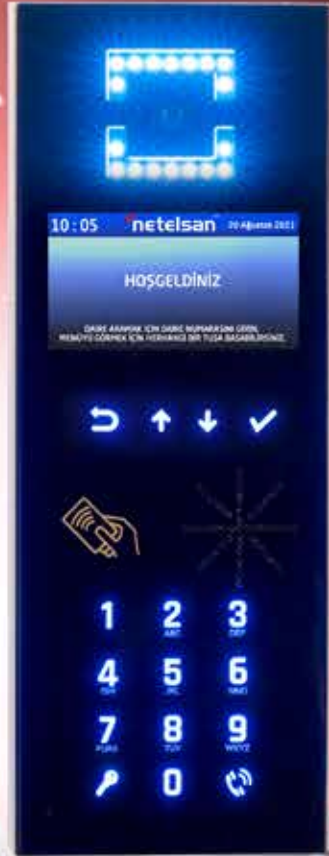 10:05 netelsan 20 Ağustos 2021
HOŞGELDİNİZ
DAİRE ARAMAK İÇİN DAİRE NUMARASINI GİRİN,
MENÜYÜ GÖRMEK İÇİN HERHANGİ BİR TUŞA BASABİLİRSİNİZ.
1 2 3
ABC DEF
4 5 6
GHI JKL MNO
7 8 9
PQRS TUV WXYZ
0